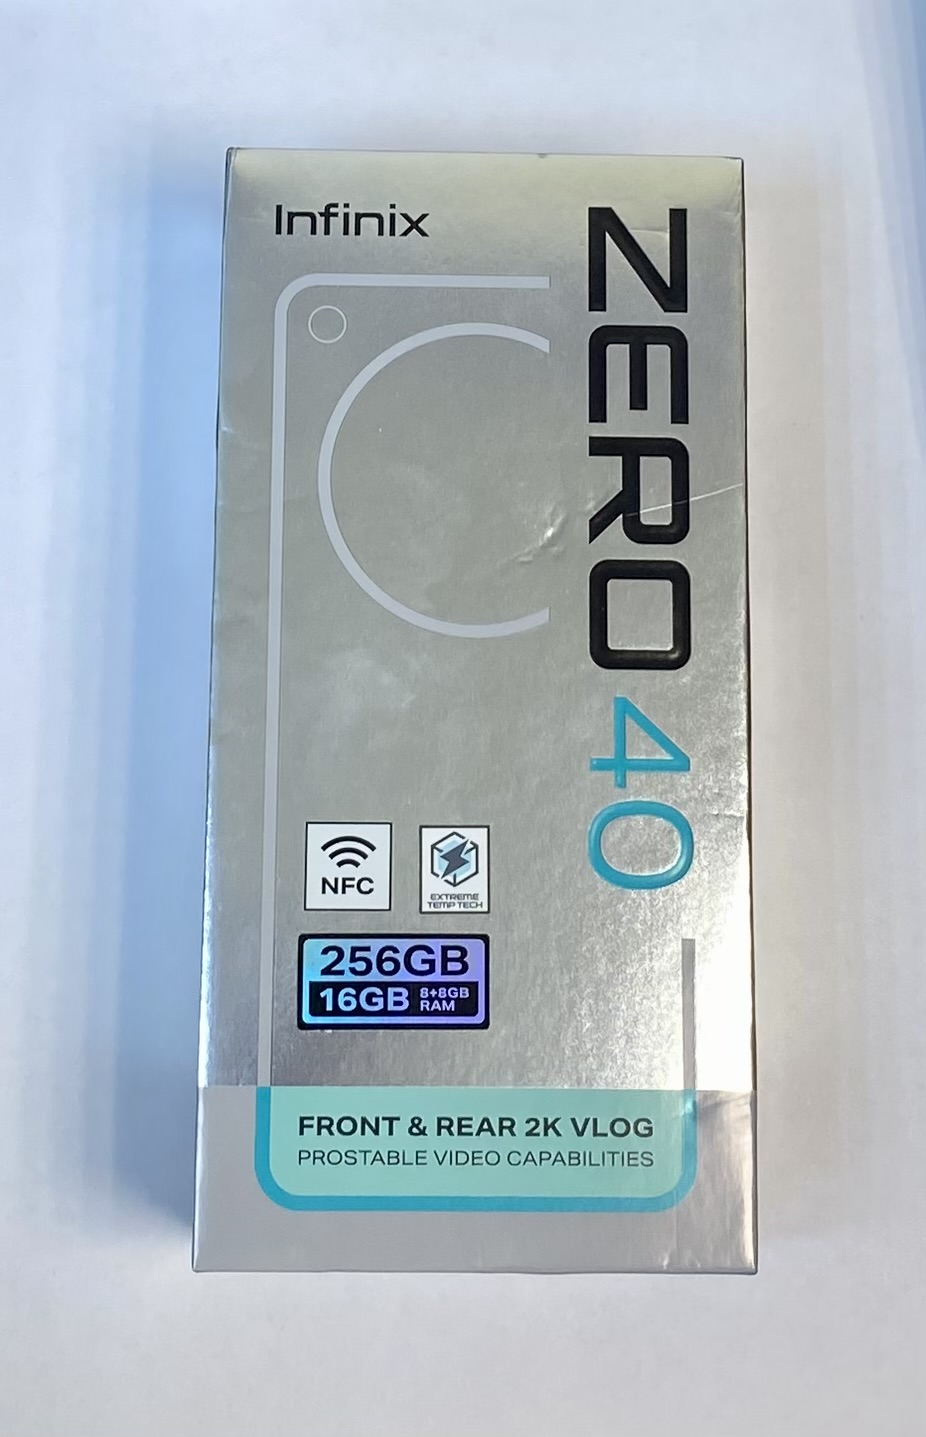 Infinix
ZERO 40
NFC
EXTREME
TEMP TECH
256GB
16GB 8+8GB
RAM
FRONT & REAR 2K VLOG
PROSTABLE VIDEO CAPABILITIES